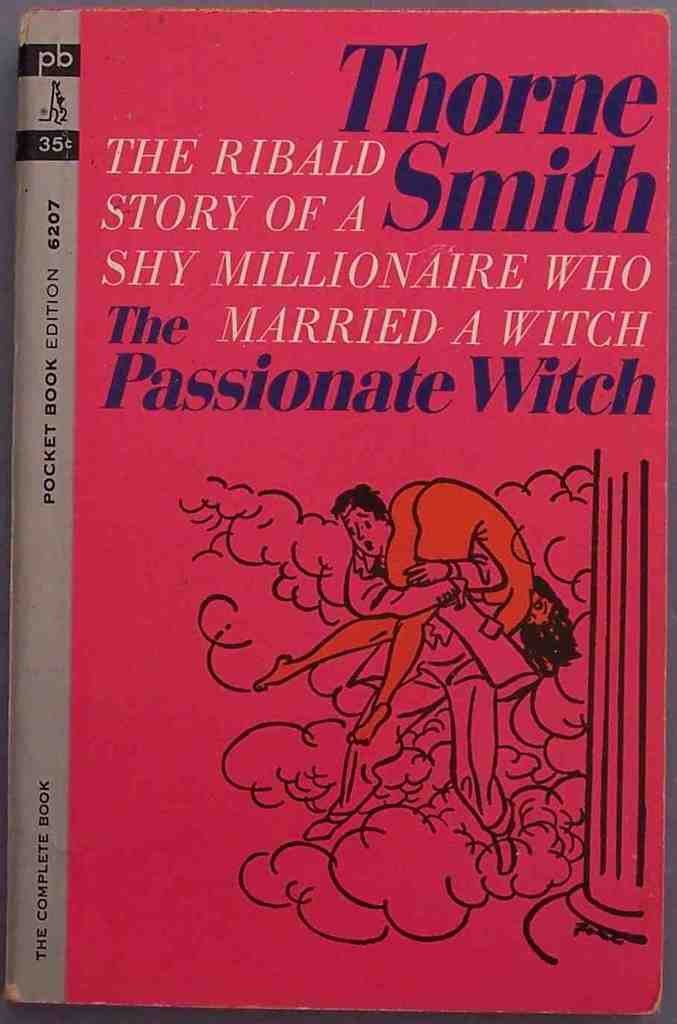 pb
35¢
POCKET BOOK EDITION 6207
THE COMPLETE BOOK
Thorne
Smith
THE RIBALD
STORY OF A
SHY MILLIONAIRE WHO
MARRIED A WITCH
The
Passionate Witch